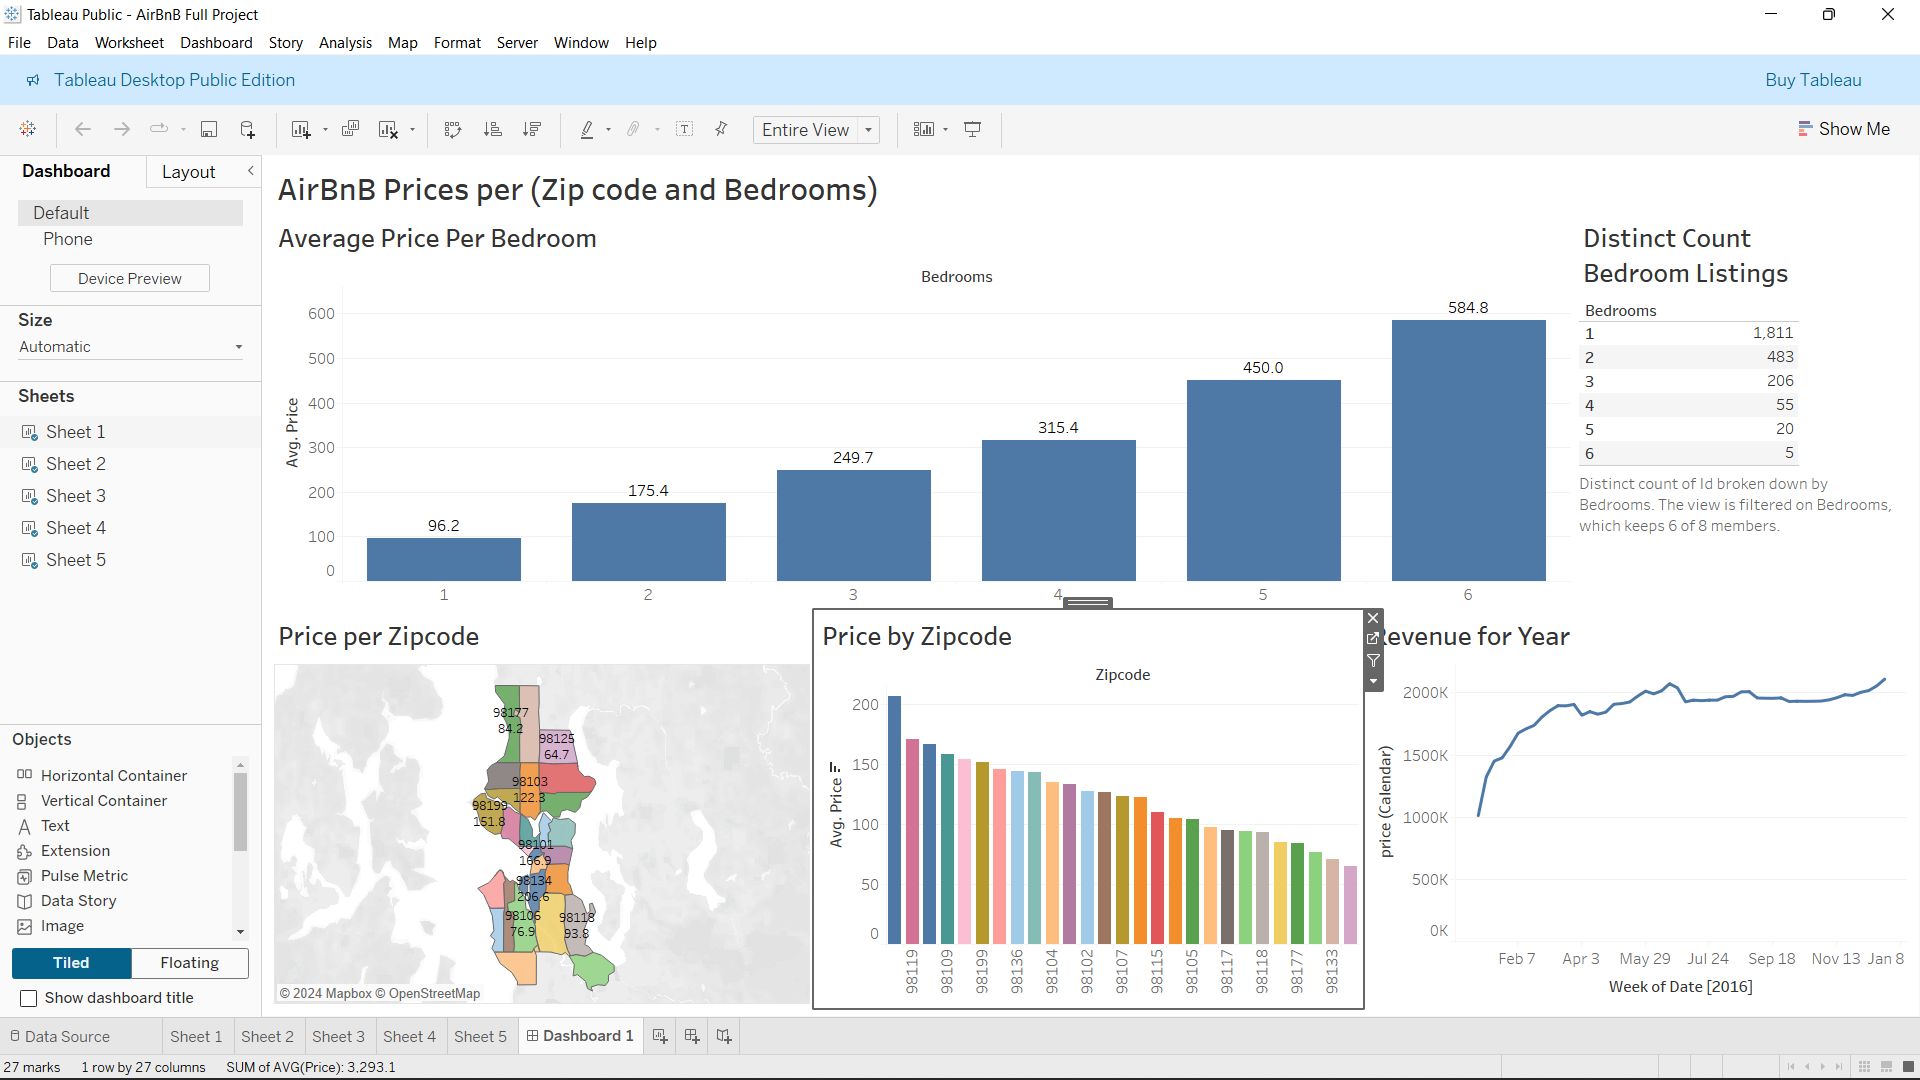 Tableau Public - AirBnB Full Project
File Data Worksheet Dashboard Story Analysis Map Format Server Window Help
Tableau Desktop Public Edition
Buy Tableau
Entire View
Show Me
Dashboard
Layout
Default
Phone
Device Preview
Size
Automatic
Sheets
Sheet 1
Sheet 2
Sheet 3
Sheet 4
Sheet 5
Objects
Horizontal Container
Vertical Container
Text
Extension
Pulse Metric
Data Story
Image
Tiled
Floating
Show dashboard title
AirBnB Prices per (Zip code and Bedrooms)
Average Price Per Bedroom
Bedrooms
Avg. Price
600
500
400
300
200
100
0
96.2
175.4
249.7
315.4
450.0
584.8
1 2 3 4 5 6
Distinct Count
Bedroom Listings
Bedrooms
1 1,811
2 483
3 206
4 55
5 20
6 5
Distinct count of Id broken down by
Bedrooms. The view is filtered on Bedrooms,
which keeps 6 of 8 members.
Price per Zipcode
98177
84.2
98125
64.7
98103
122.3
98199
151.8
98101
166.9
98134
206.6
98106
76.9
98118
93.8
© 2024 Mapbox © OpenStreetMap
Price by Zipcode
Zipcode
Avg. Price
200
150
100
50
0
98119 98109 98199 98136 98104 98102 98107 98115 98105 98117 98118 98177 98133
Revenue for Year
price (Calendar)
2000K
1500K
1000K
500K
0K
Feb 7 Apr 3 May 29 Jul 24 Sep 18 Nov 13 Jan 8
Week of Date [2016]
Data Source Sheet 1 Sheet 2 Sheet 3 Sheet 4 Sheet 5 Dashboard 1
27 marks 1 row by 27 columns SUM of AVG(Price): 3,293.1